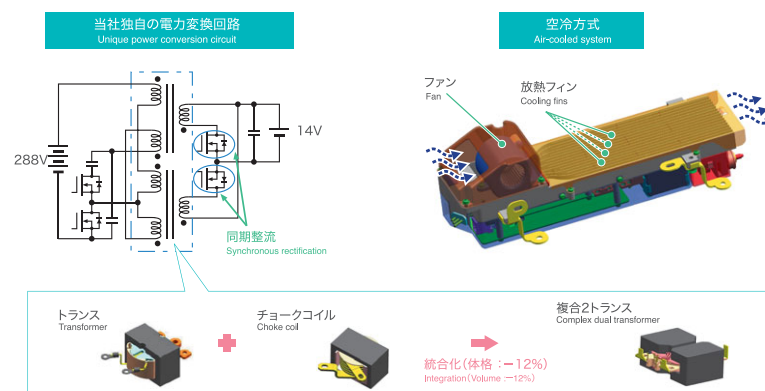 当社独自の電力変換回路
Unique power conversion circuit
空冷方式
Air-cooled system
ファン
Fan
放熱フィン
Cooling fins
14V
288V
同期整流
Synchronous rectification
トランス
Transformer
チョークコイル
Choke coil
複合2トランス
Complex dual transformer
統合化(体格:−12%)
Integration(Volume:−12%)